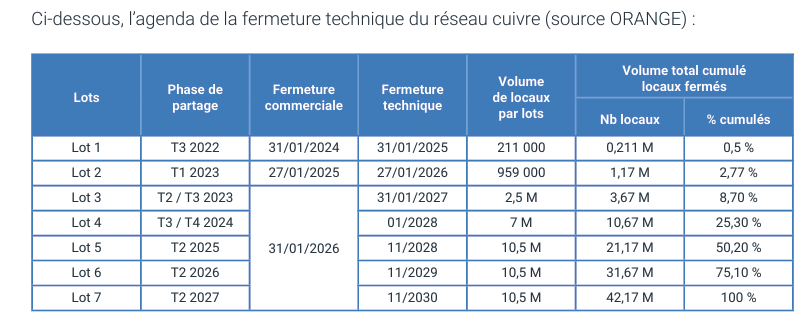 Ci-dessous, l’agenda de la fermeture technique du réseau cuivre (source ORANGE) :
Lots | Phase de partage | Fermeture commerciale | Fermeture technique | Volume de locaux par lots | Volume total cumulé locaux fermés
Nb locaux | % cumulés
Lot 1 | T3 2022 | 31/01/2024 | 31/01/2025 | 211 000 | 0,211 M | 0,5 %
Lot 2 | T1 2023 | 27/01/2025 | 27/01/2026 | 959 000 | 1,17 M | 2,77 %
Lot 3 | T2 / T3 2023 | 31/01/2026 | 31/01/2027 | 2,5 M | 3,67 M | 8,70 %
Lot 4 | T3 / T4 2024 | 01/2028 | 7 M | 10,67 M | 25,30 %
Lot 5 | T2 2025 | 11/2028 | 10,5 M | 21,17 M | 50,20 %
Lot 6 | T2 2026 | 11/2029 | 10,5 M | 31,67 M | 75,10 %
Lot 7 | T2 2027 | 11/2030 | 10,5 M | 42,17 M | 100 %